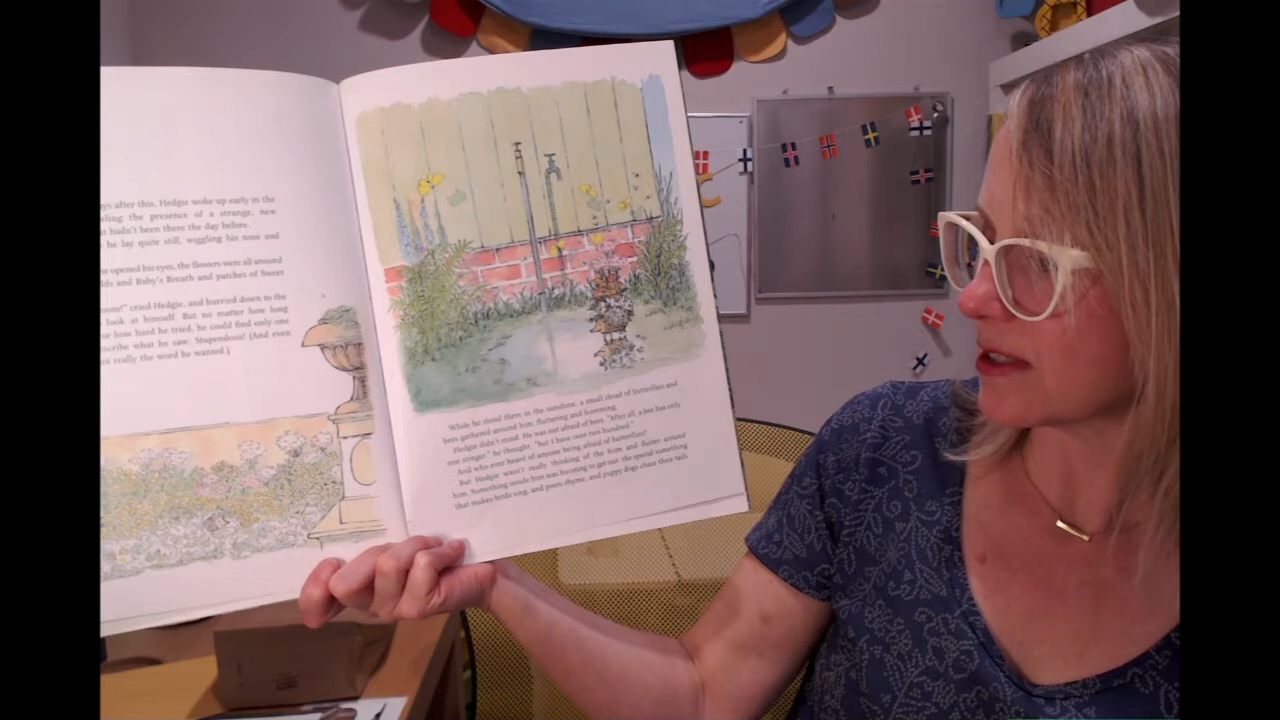 ys after this, Hedgie woke up early in the
eling the presence of a strange, new
at hadn't been there the day before.
he lay quite still, wiggling his nose and
w opened his eyes, the flowers were all around
lds and Baby's Breath and patches of Sweet
cried Hedgie, and hurried down to the
look at himself. But no matter how long
or how hard he tried, he could find only one
scribe what he saw: Stupendous! (And even
as really the word he wanted.)
While he stood there in the sunshine, a small cloud of butterflies and
bees gathered around him, fluttering and humming.
Hedgie didn't mind. He was not afraid of bees. "After all, a bee has only
one stinger," he thought, "but I have over two hundred."
And who ever heard of anyone being afraid of butterflies!
But Hedgie wasn't really thinking of the hum and flutter around
him. Something inside him was bursting to get out: the special something
that makes birds sing, and poets rhyme, and puppy dogs chase their tails